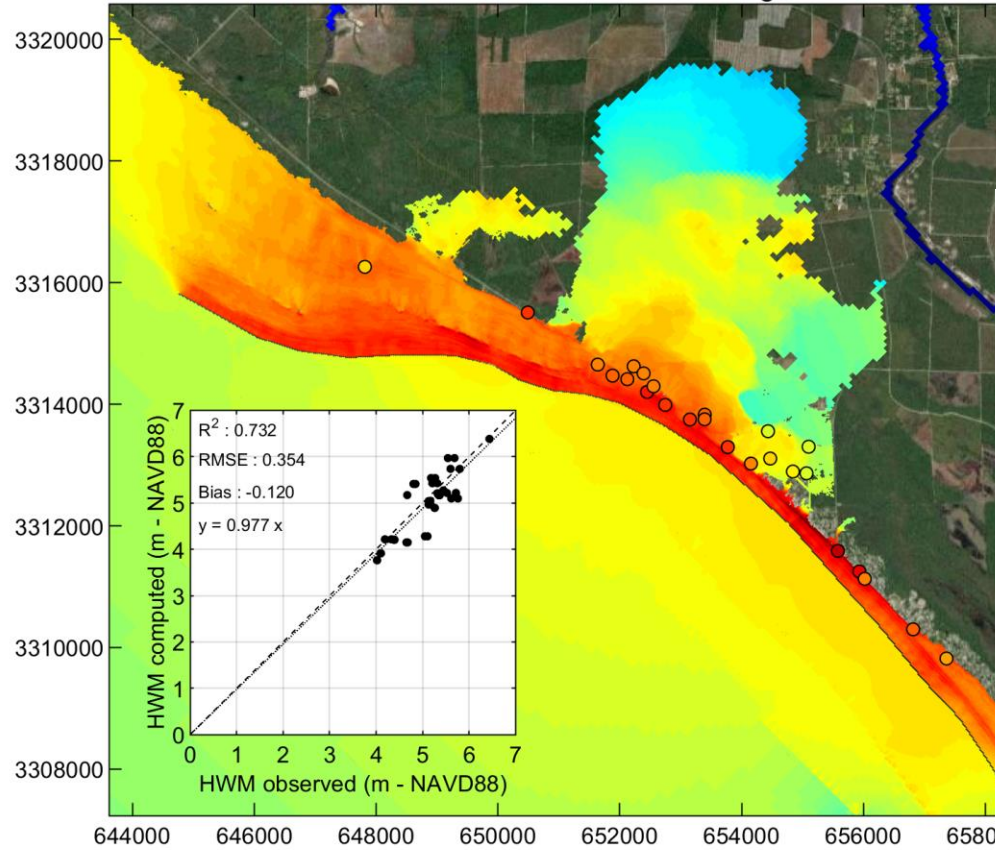 3320000
3318000
3316000
3314000
3312000
3310000
3308000
7
6
5
4
3
2
1
0
HWM computed (m - NAVD88)
R2 : 0.732
RMSE : 0.354
Bias : -0.120
y = 0.977 x
0 1 2 3 4 5 6 7
HWM observed (m - NAVD88)
644000 646000 648000 650000 652000 654000 656000